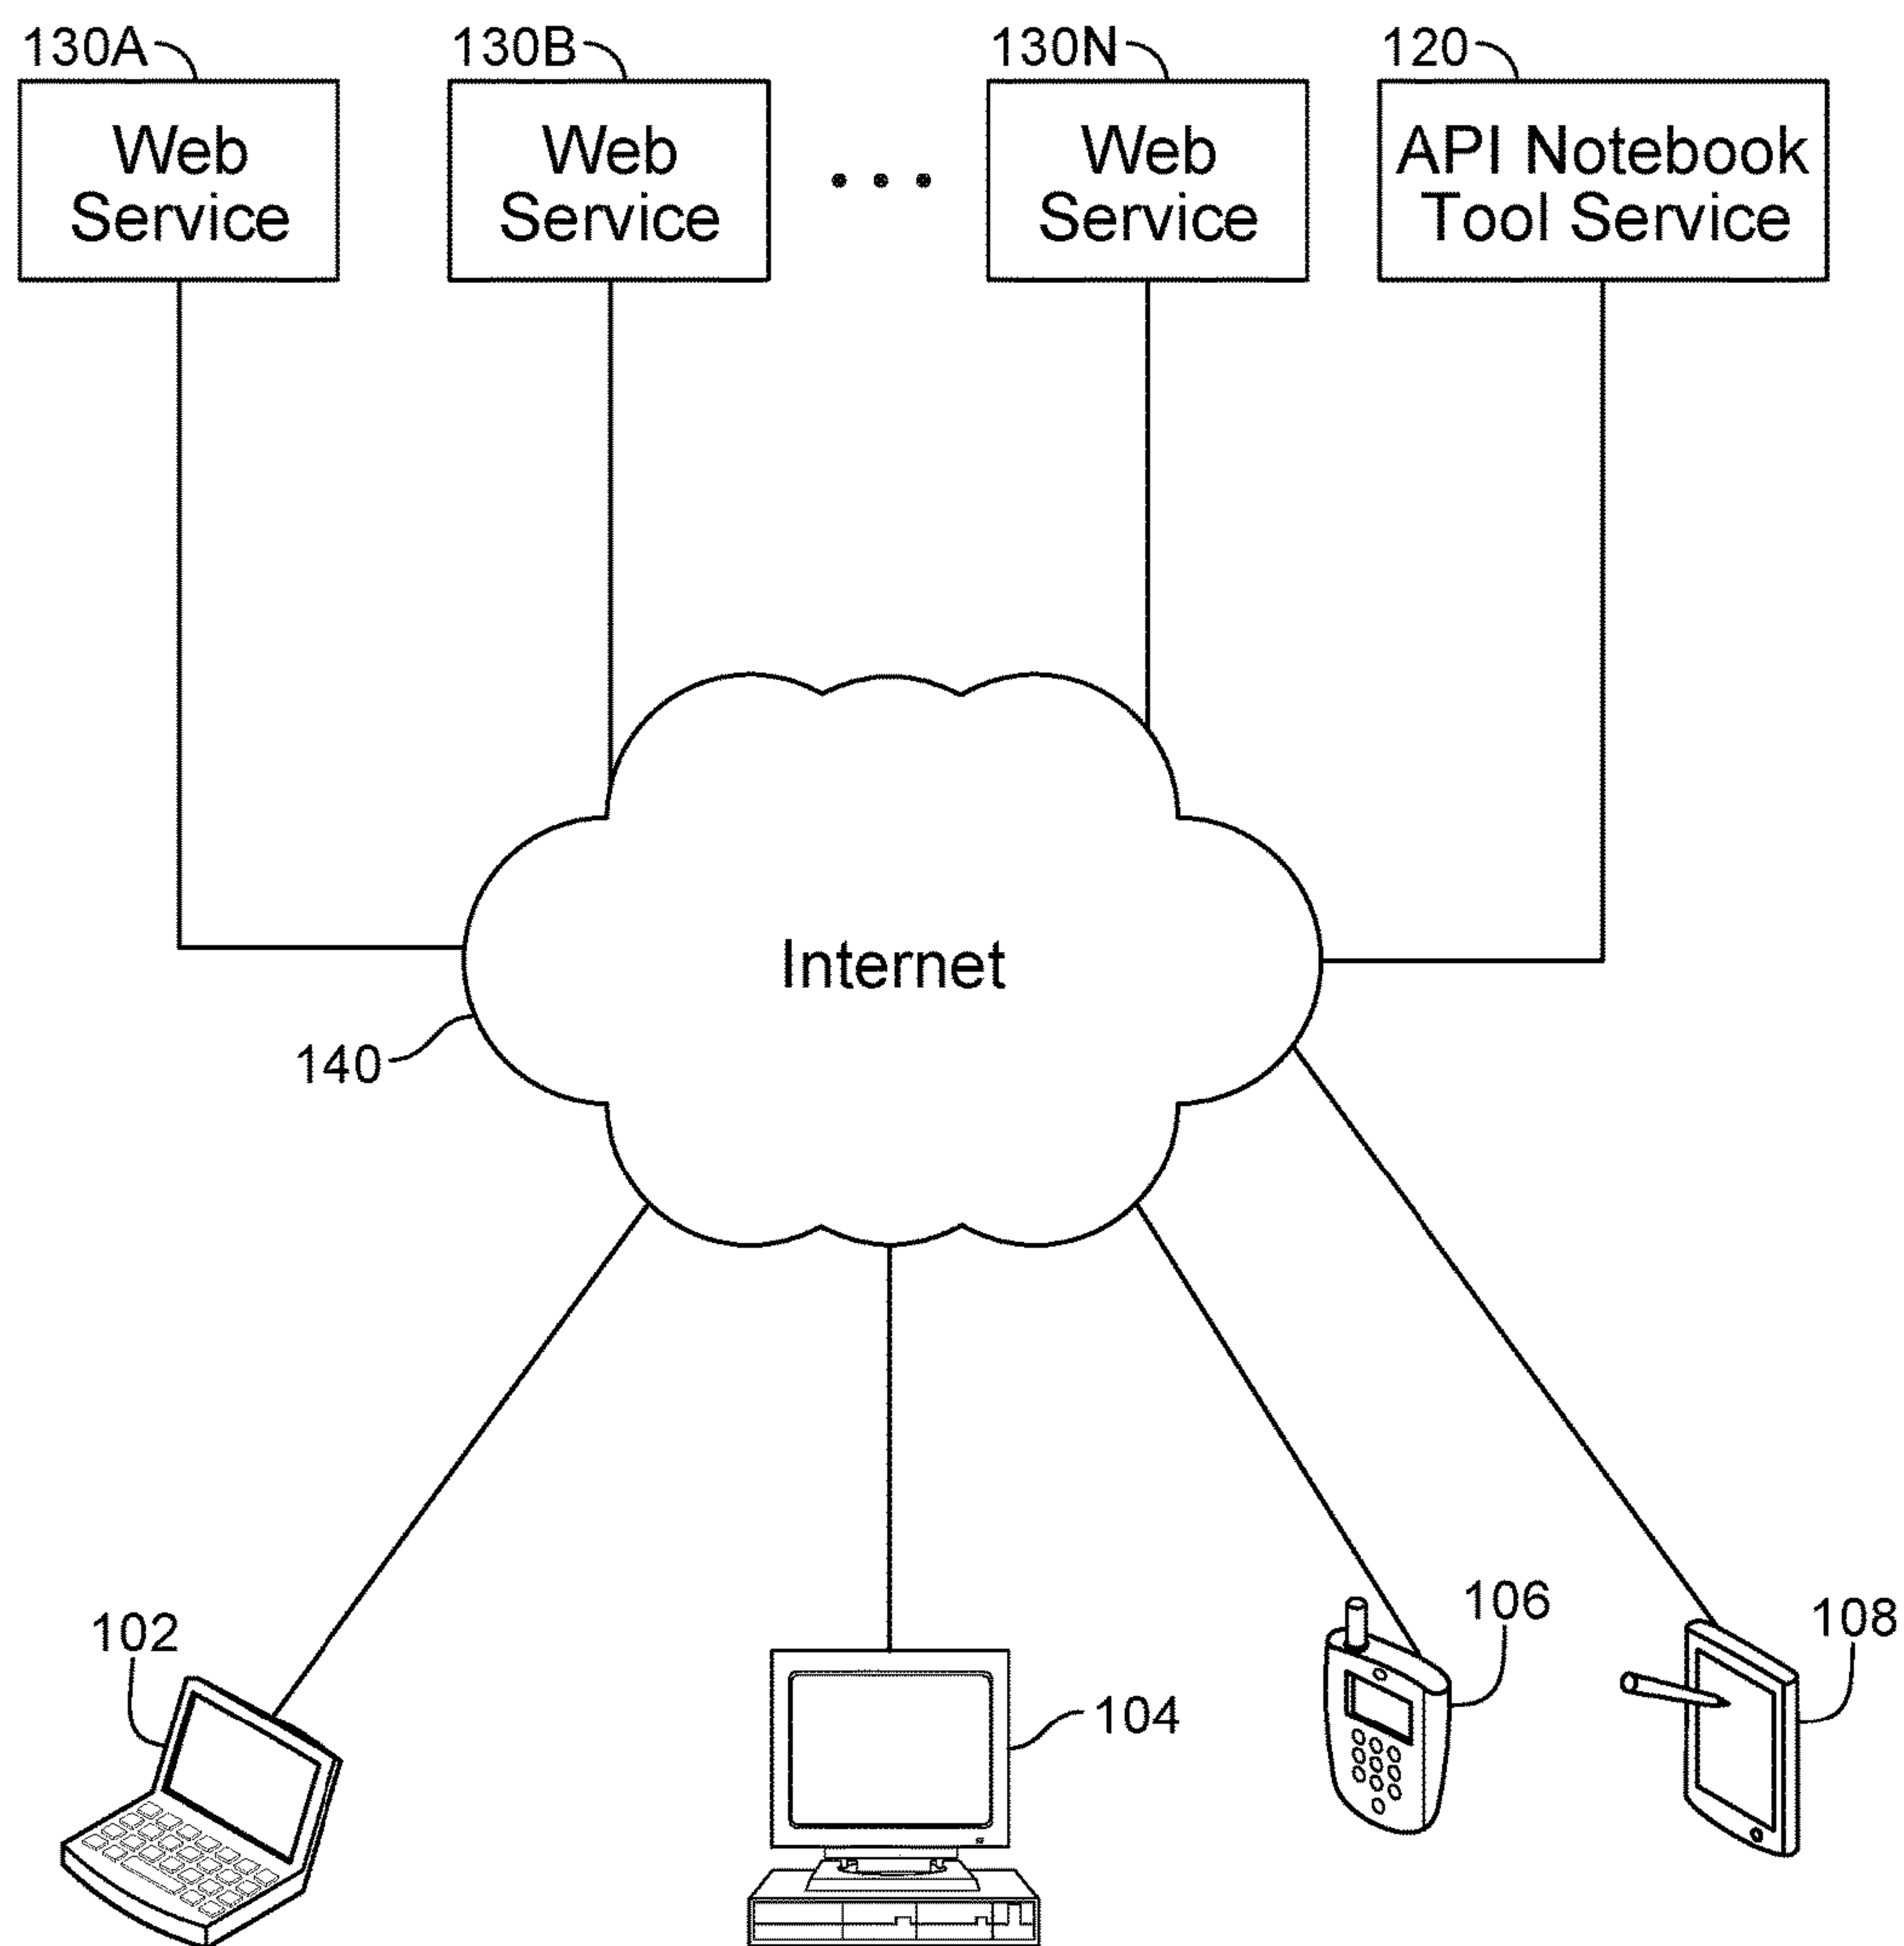 130A
130B
130N
120
Web
Service
Web
Service
...
Web
Service
API Notebook
Tool Service
Internet
140
102
104
106
108